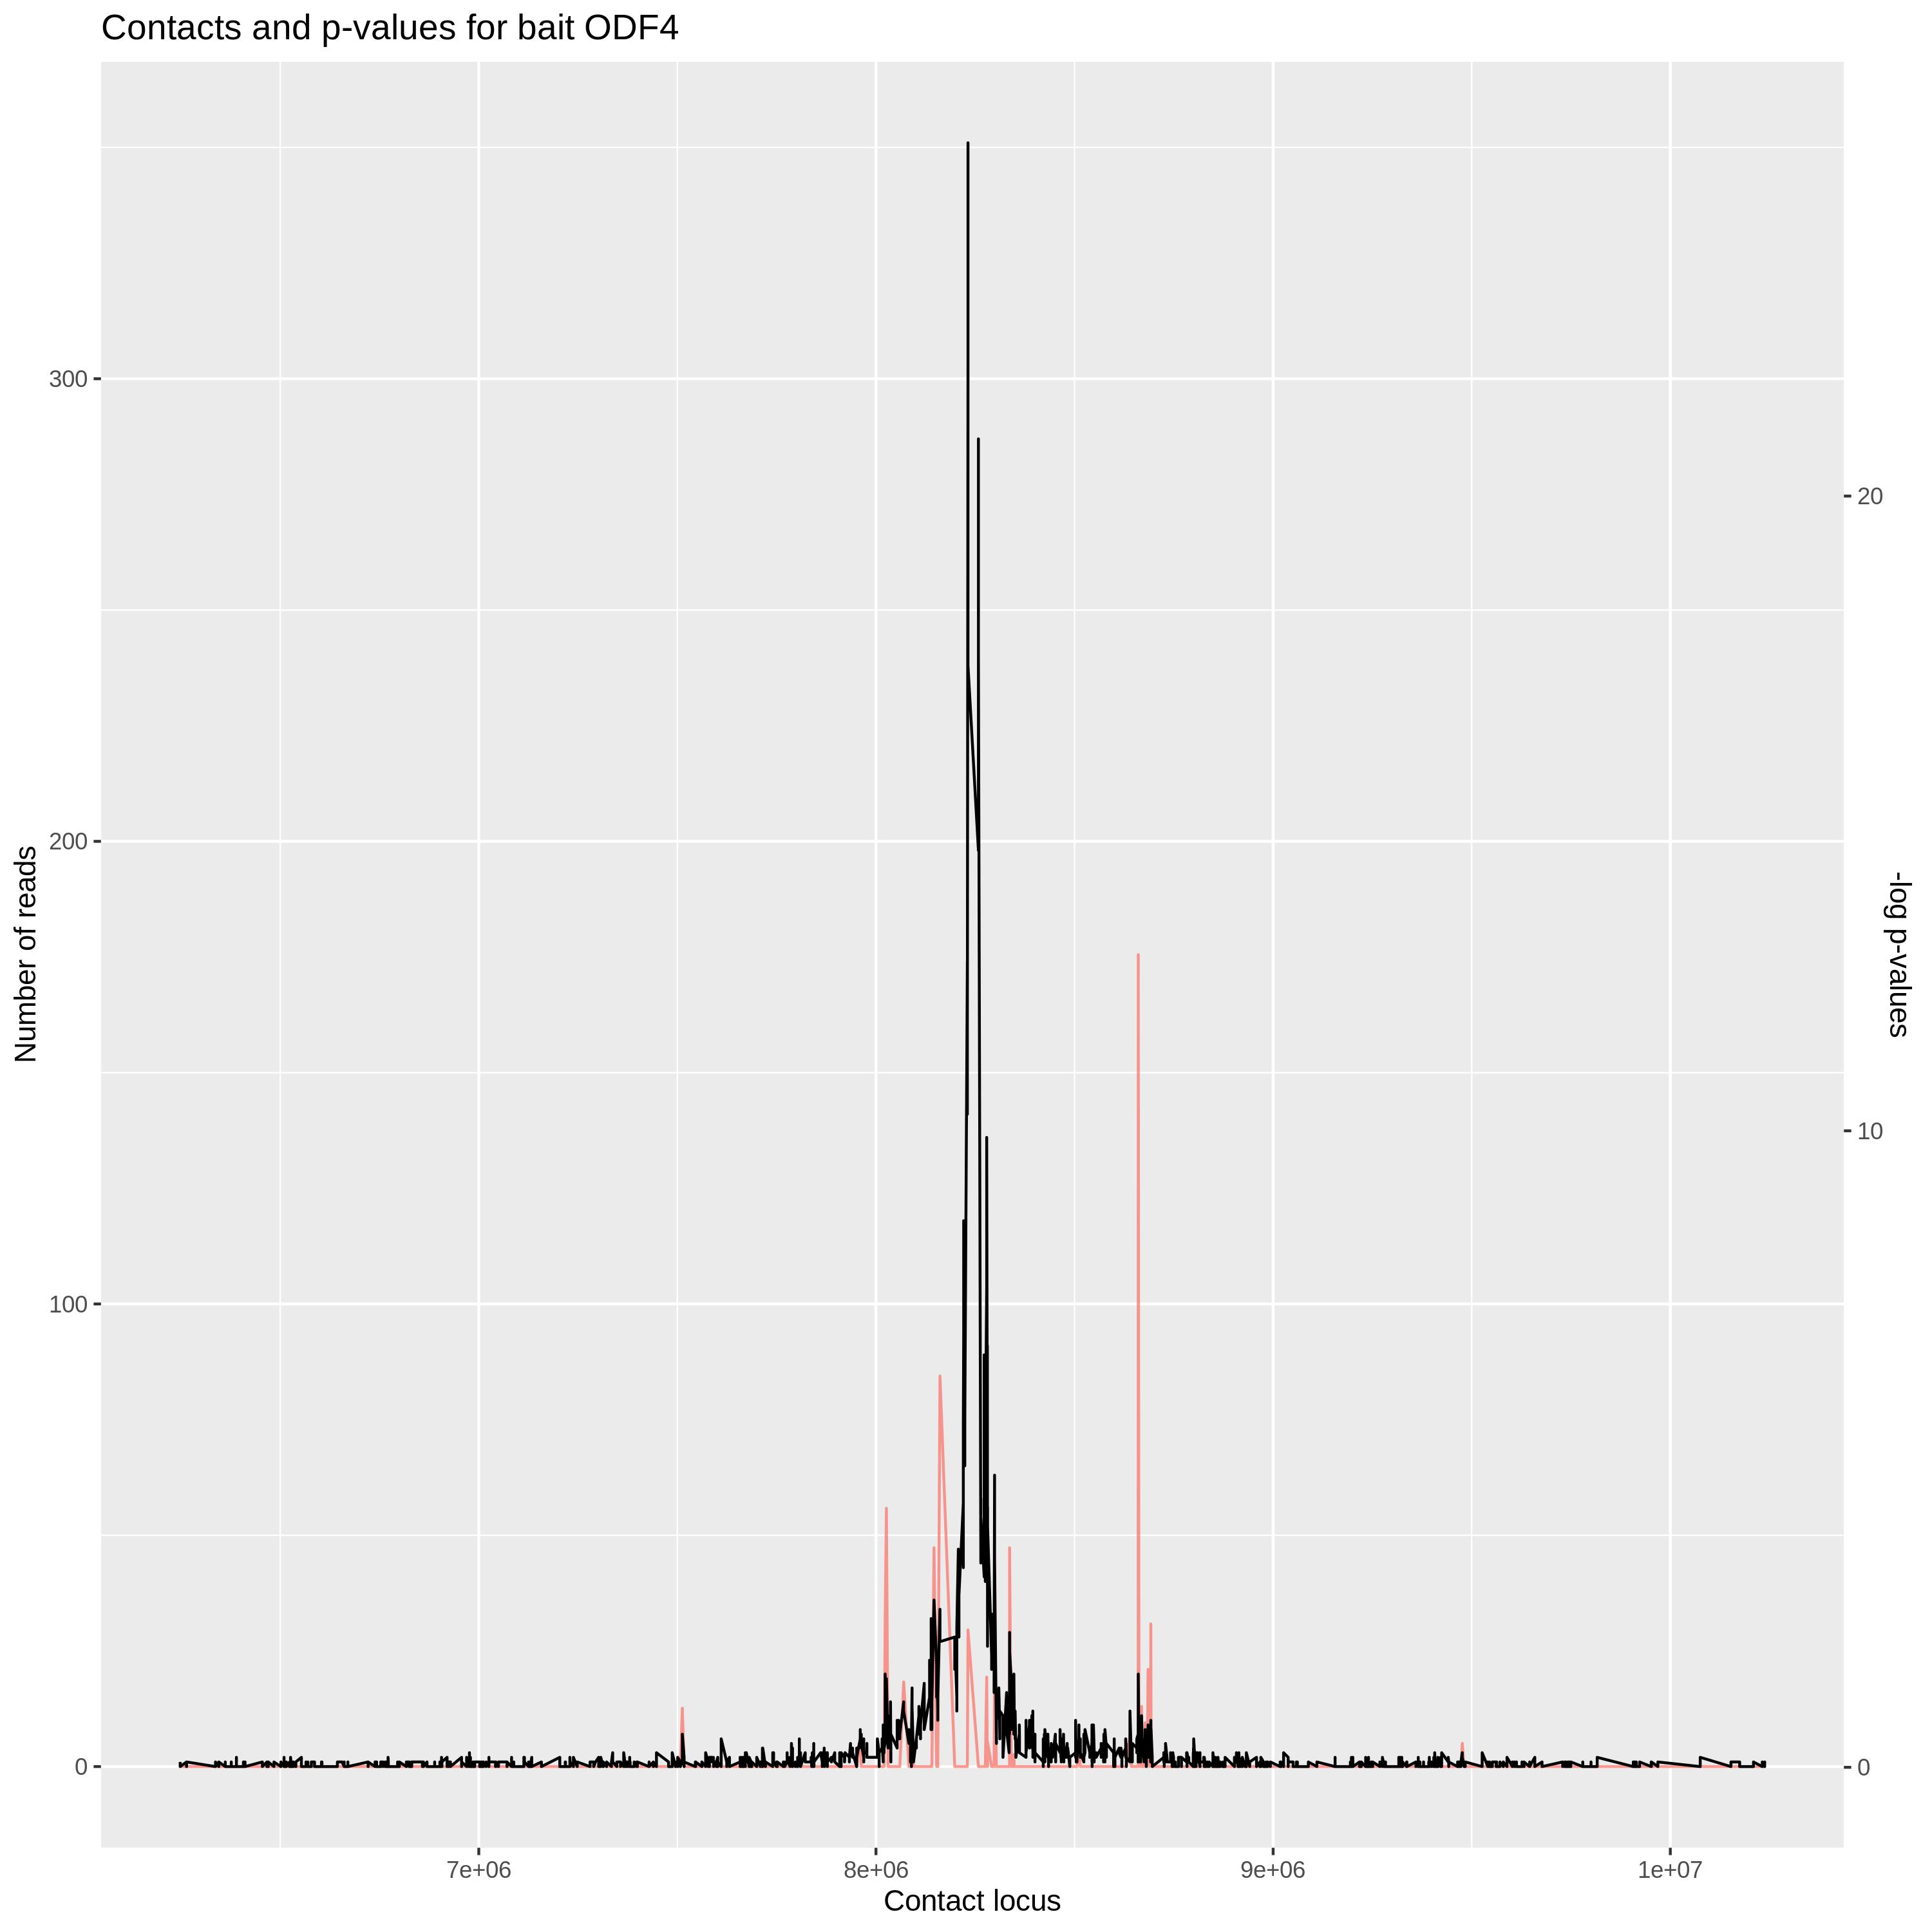 Contacts and p-values for bait ODF4
300
200
100
0
Number of reads
20
10
0
-log p-values
7e+06
8e+06
9e+06
1e+07
Contact locus